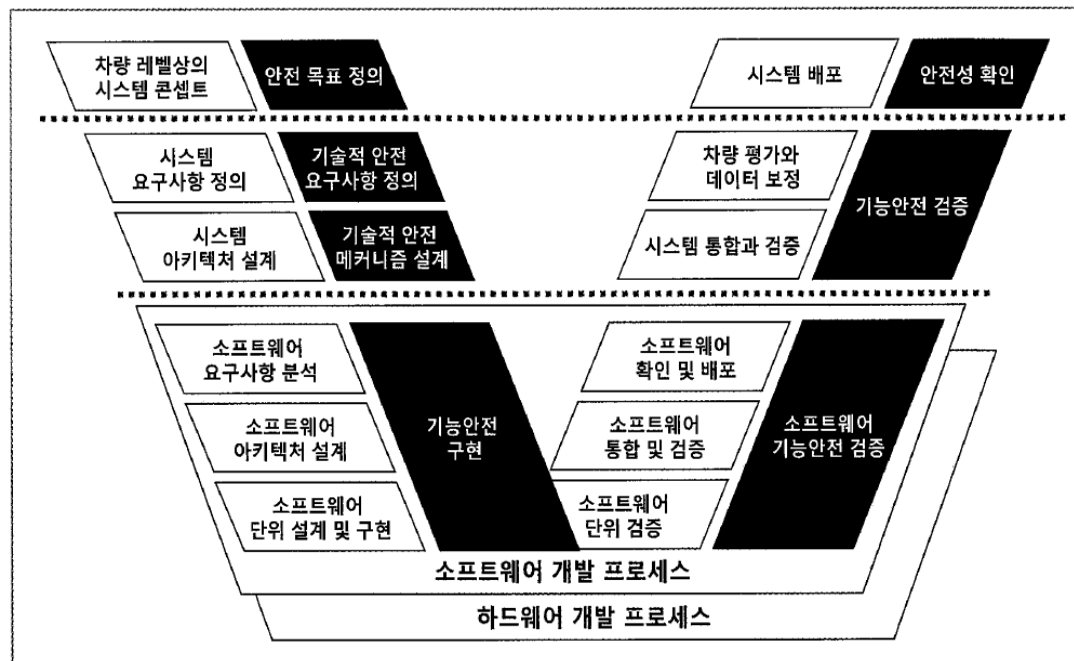 차량 레벨상의
시스템 콘셉트
안전 목표 정의
시스템 배포
안전성 확인
시스템
요구사항 정의
기술적 안전
요구사항 정의
차량 평가와
데이터 보정
기능안전 검증
시스템
아키텍처 설계
기술적 안전
메커니즘 설계
시스템 통합과 검증
소프트웨어
요구사항 분석
소프트웨어
확인 및 배포
소프트웨어
아키텍처 설계
기능안전
구현
소프트웨어
통합 및 검증
소프트웨어
기능안전 검증
소프트웨어
단위 설계 및 구현
소프트웨어
단위 검증
소프트웨어 개발 프로세스
하드웨어 개발 프로세스